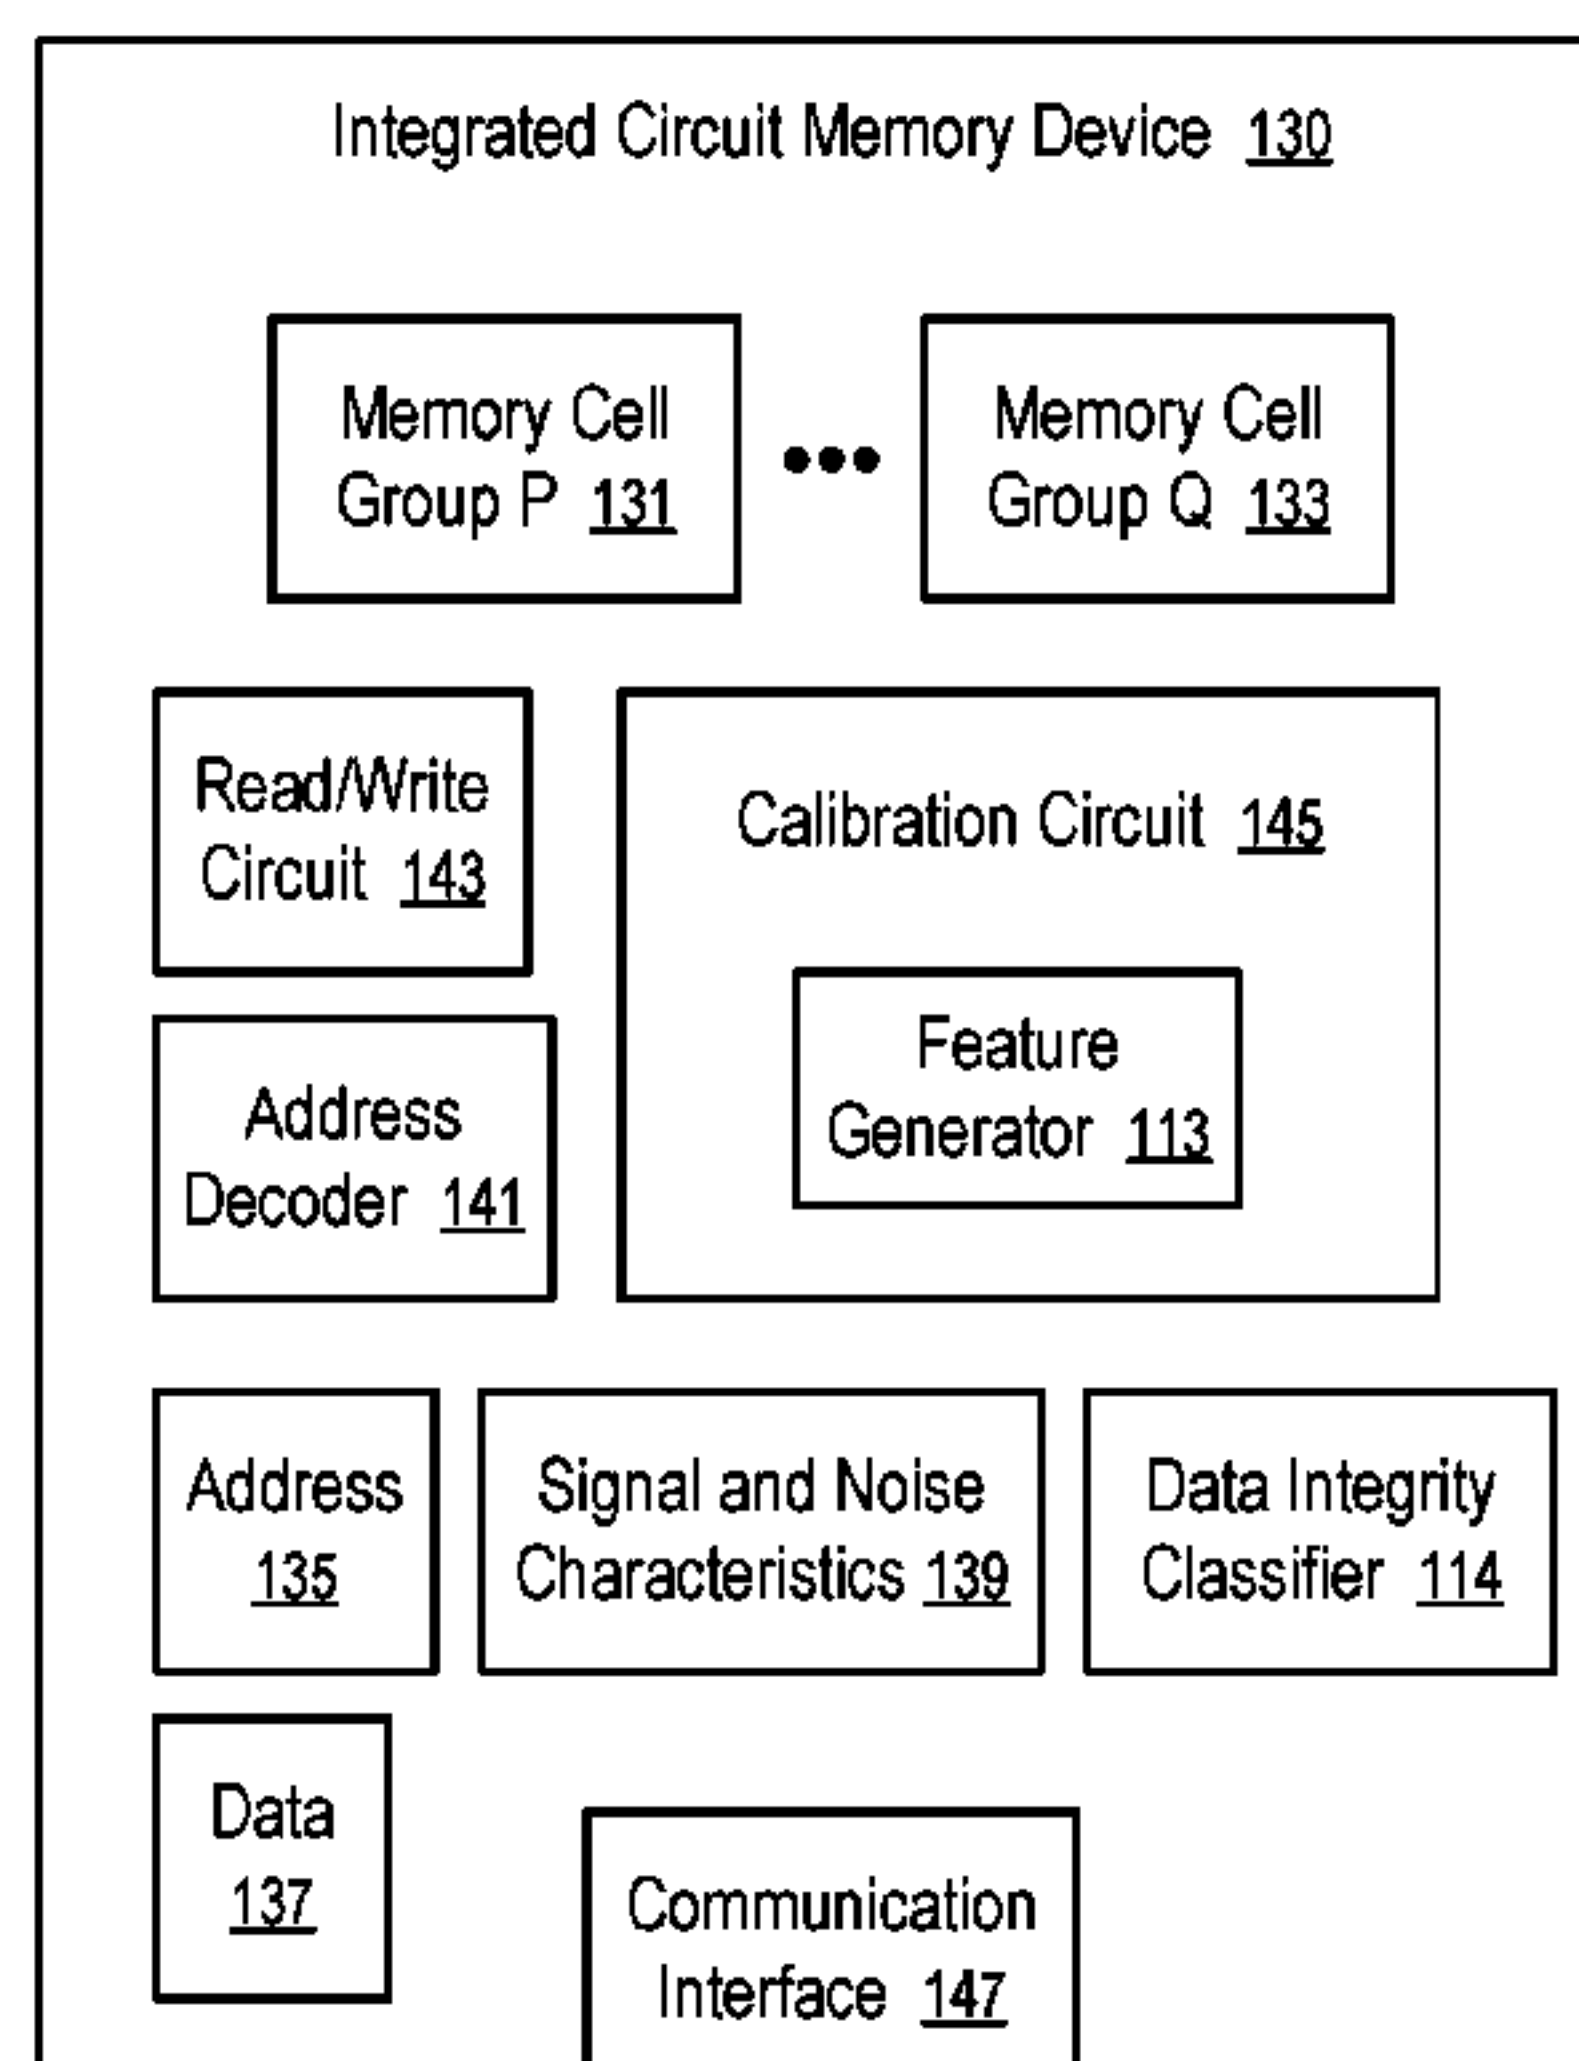 Integrated Circuit Memory Device 130
Memory Cell
Group P 131
Memory Cell
Group Q 133
Read/Write
Circuit 143
Calibration Circuit 145
Feature
Generator 113
Address
Decoder 141
Address
135
Signal and Noise
Characteristics 139
Data Integrity
Classifier 114
Data
137
Communication
Interface 147